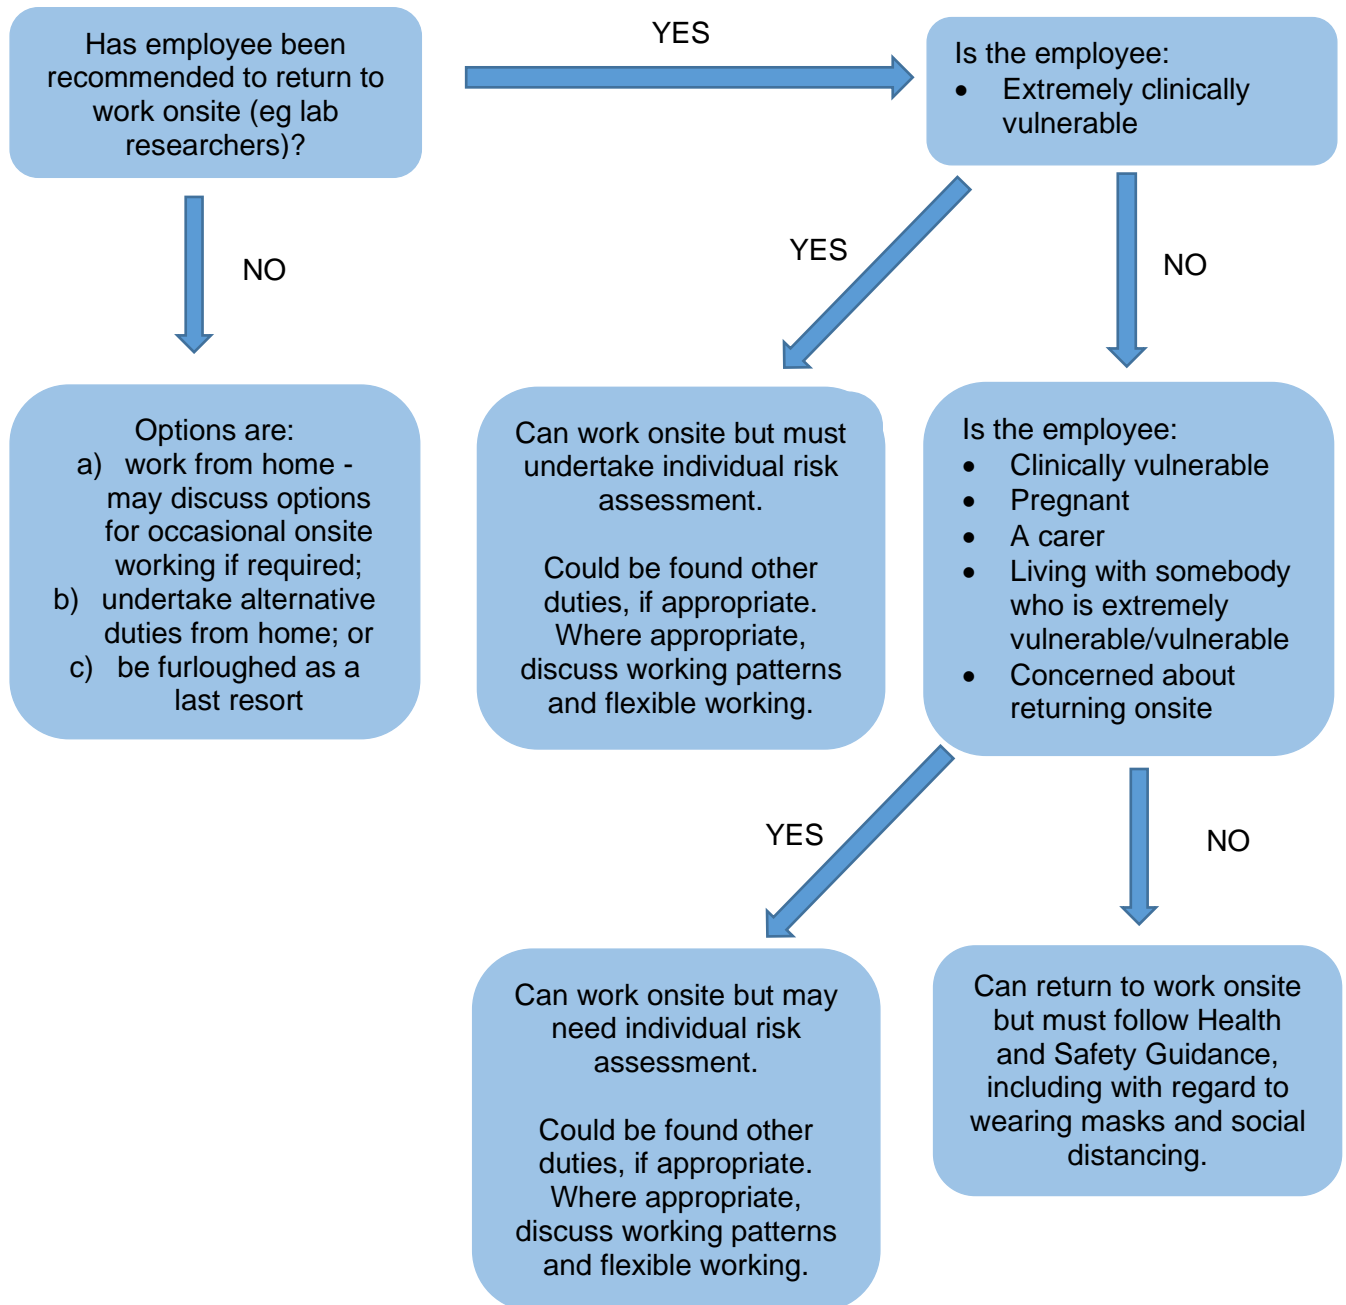 Has employee been
recommended to return to
work onsite (eg lab
researchers)?
YES
Is the employee:
• Extremely clinically
vulnerable
NO
YES
NO
Options are:
a) work from home -
may discuss options
for occasional onsite
working if required;
b) undertake alternative
duties from home; or
c) be furloughed as a
last resort
Can work onsite but must
undertake individual risk
assessment.
Could be found other
duties, if appropriate.
Where appropriate,
discuss working patterns
and flexible working.
Is the employee:
• Clinically vulnerable
• Pregnant
• A carer
• Living with somebody
who is extremely
vulnerable/vulnerable
• Concerned about
returning onsite
YES
NO
Can work onsite but may
need individual risk
assessment.
Could be found other
duties, if appropriate.
Where appropriate,
discuss working patterns
and flexible working.
Can return to work onsite
but must follow Health
and Safety Guidance,
including with regard to
wearing masks and social
distancing.